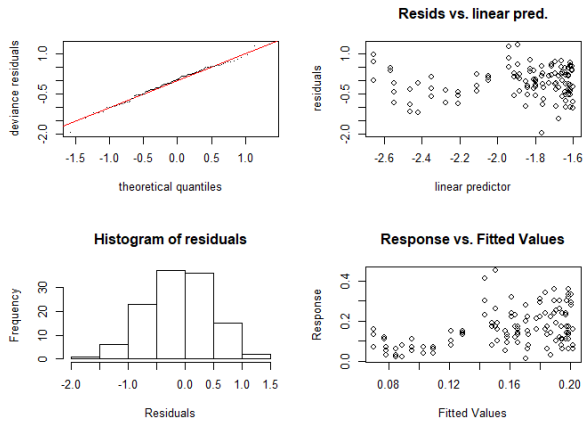 deviance residuals
1.0
-0.5
-2.0
-1.5 -1.0 -0.5 0.0 0.5 1.0 1.5
theoretical quantiles
Resids vs. linear pred.
residuals
1.0
-0.5
-2.0
-2.6 -2.4 -2.2 -2.0 -1.8 -1.6
linear predictor
Histogram of residuals
Frequency
30
20
10
0
-2.0 -1.0 0.0 0.5 1.0 1.5
Residuals
Response vs. Fitted Values
Response
0.4
0.2
0.0
0.08 0.12 0.16 0.20
Fitted Values